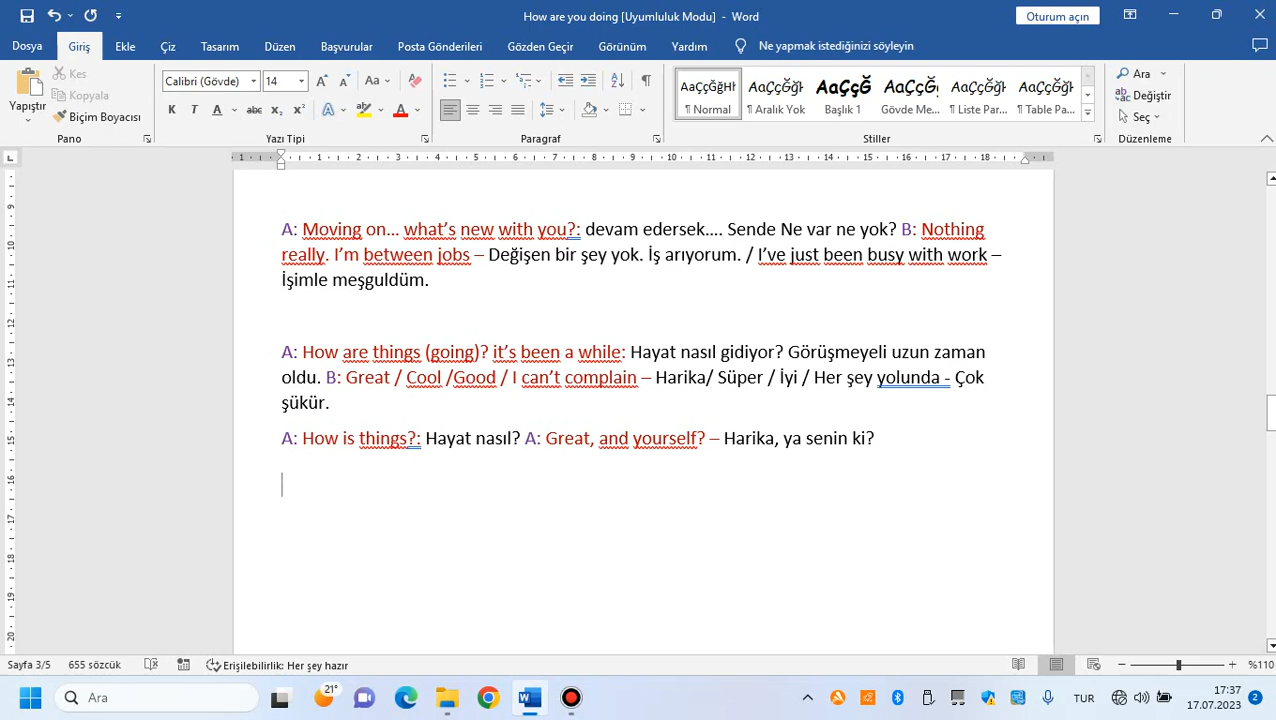 How are you doing [Uyumluluk Modu] - Word
Oturum açın
Dosya Giriş Ekle Çiz Tasarım Düzen Başvurular Posta Gönderileri Gözden Geçir Görünüm Yardım Ne yapmak istediğinizi söyleyin
Yapıştır
Kes
Kopyala
Biçim Boyacısı
Pano
Calibri (Gövde) 14
Yazı Tipi
Paragraf
AaÇçĞğHł AaÇçĞğł AaÇçĞ AaÇçĞğ AaÇçĞğł AaÇçĞğł
¶ Normal ¶ Aralık Yok Başlık 1 Gövde Me... ¶ Liste Par... ¶ Table Pa...
Stiller
Ara
Değiştir
Seç
Düzenleme
A: Moving on… what’s new with you?: devam edersek…. Sende Ne var ne yok? B: Nothing
really. I’m between jobs – Değişen bir şey yok. İş arıyorum. / I’ve just been busy with work –
İşimle meşguldüm.
A: How are things (going)? it’s been a while: Hayat nasıl gidiyor? Görüşmeyeli uzun zaman
oldu. B: Great / Cool /Good / I can’t complain – Harika/ Süper / İyi / Her şey yolunda - Çok
şükür.
A: How is things?: Hayat nasıl? A: Great, and yourself? – Harika, ya senin ki?
Sayfa 3/5 655 sözcük Erişilebilirlik: Her şey hazır %110
Ara 21° TUR 17:37
17.07.2023 2